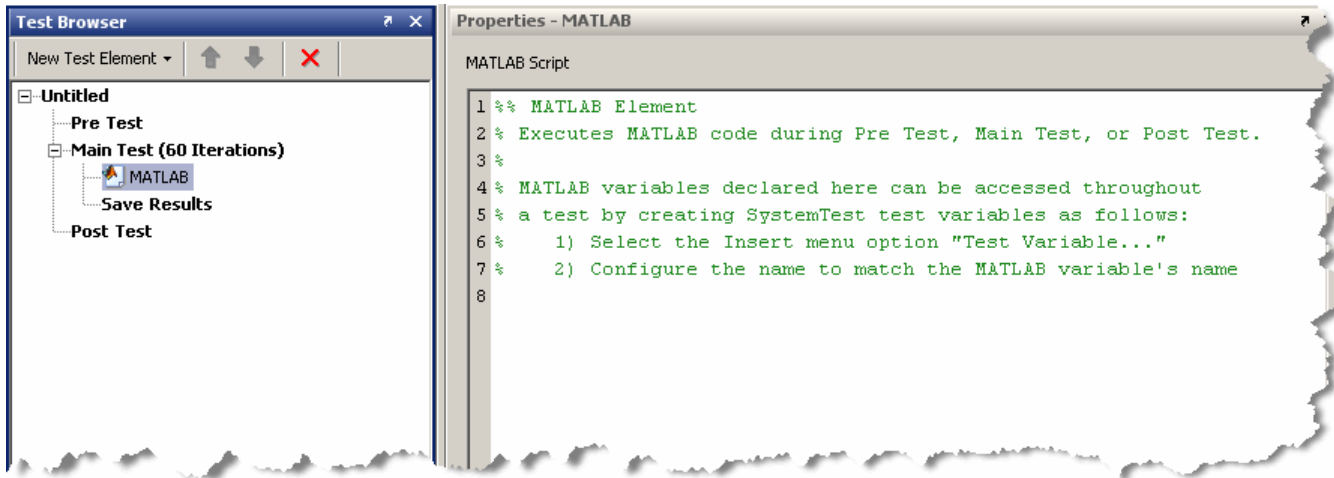 Test Browser
New Test Element
Untitled
Pre Test
Main Test (60 Iterations)
MATLAB
Save Results
Post Test
Properties - MATLAB
MATLAB Script
1 %% MATLAB Element
2 % Executes MATLAB code during Pre Test, Main Test, or Post Test.
3 %
4 % MATLAB variables declared here can be accessed throughout
5 % a test by creating SystemTest test variables as follows:
6 %    1) Select the Insert menu option "Test Variable..."
7 %    2) Configure the name to match the MATLAB variable's name
8